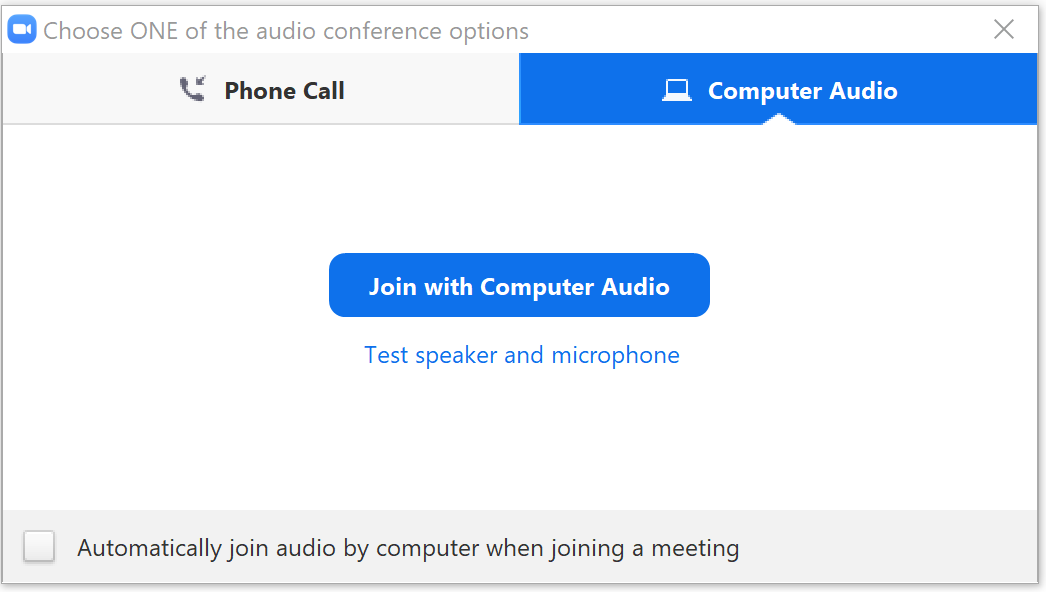 Choose ONE of the audio conference options
Phone Call
Computer Audio
Join with Computer Audio
Test speaker and microphone
Automatically join audio by computer when joining a meeting